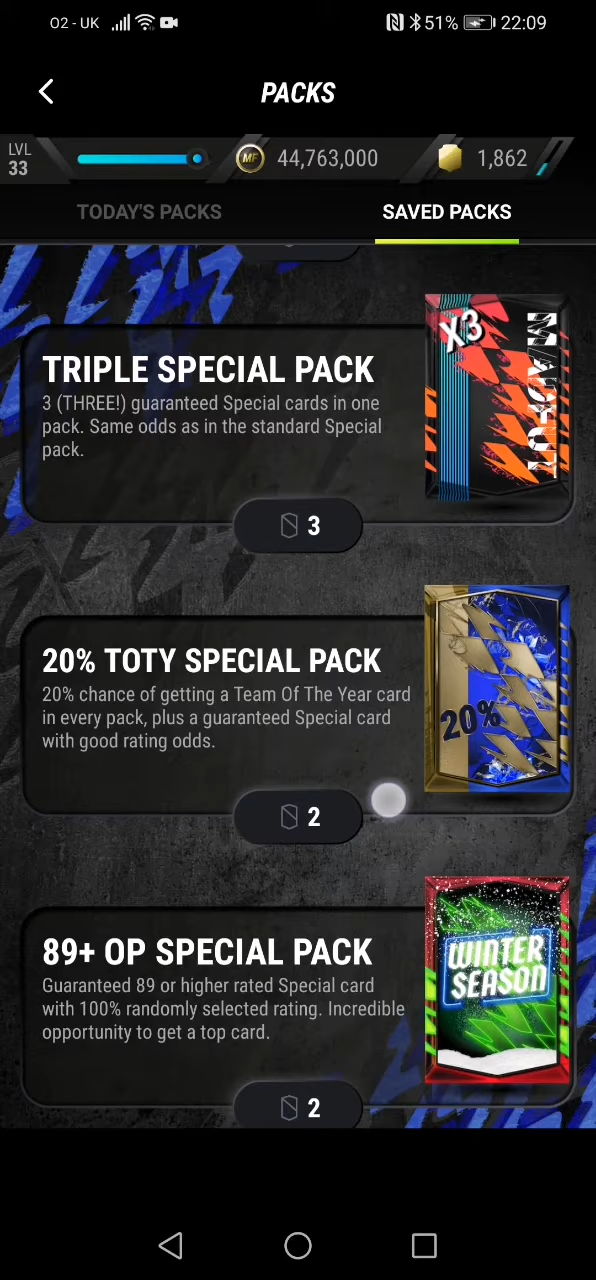 O2 - UK
51%
22:09
PACKS
LVL
33
MF
44,763,000
1,862
TODAY'S PACKS
SAVED PACKS
TRIPLE SPECIAL PACK
3 (THREE!) guaranteed Special cards in one
pack. Same odds as in the standard Special
pack.
X3
MADFUT
3
20% TOTY SPECIAL PACK
20% chance of getting a Team Of The Year card
in every pack, plus a guaranteed Special card
with good rating odds.
20%
2
89+ OP SPECIAL PACK
Guaranteed 89 or higher rated Special card
with 100% randomly selected rating. Incredible
opportunity to get a top card.
WINTER
SEASON
2